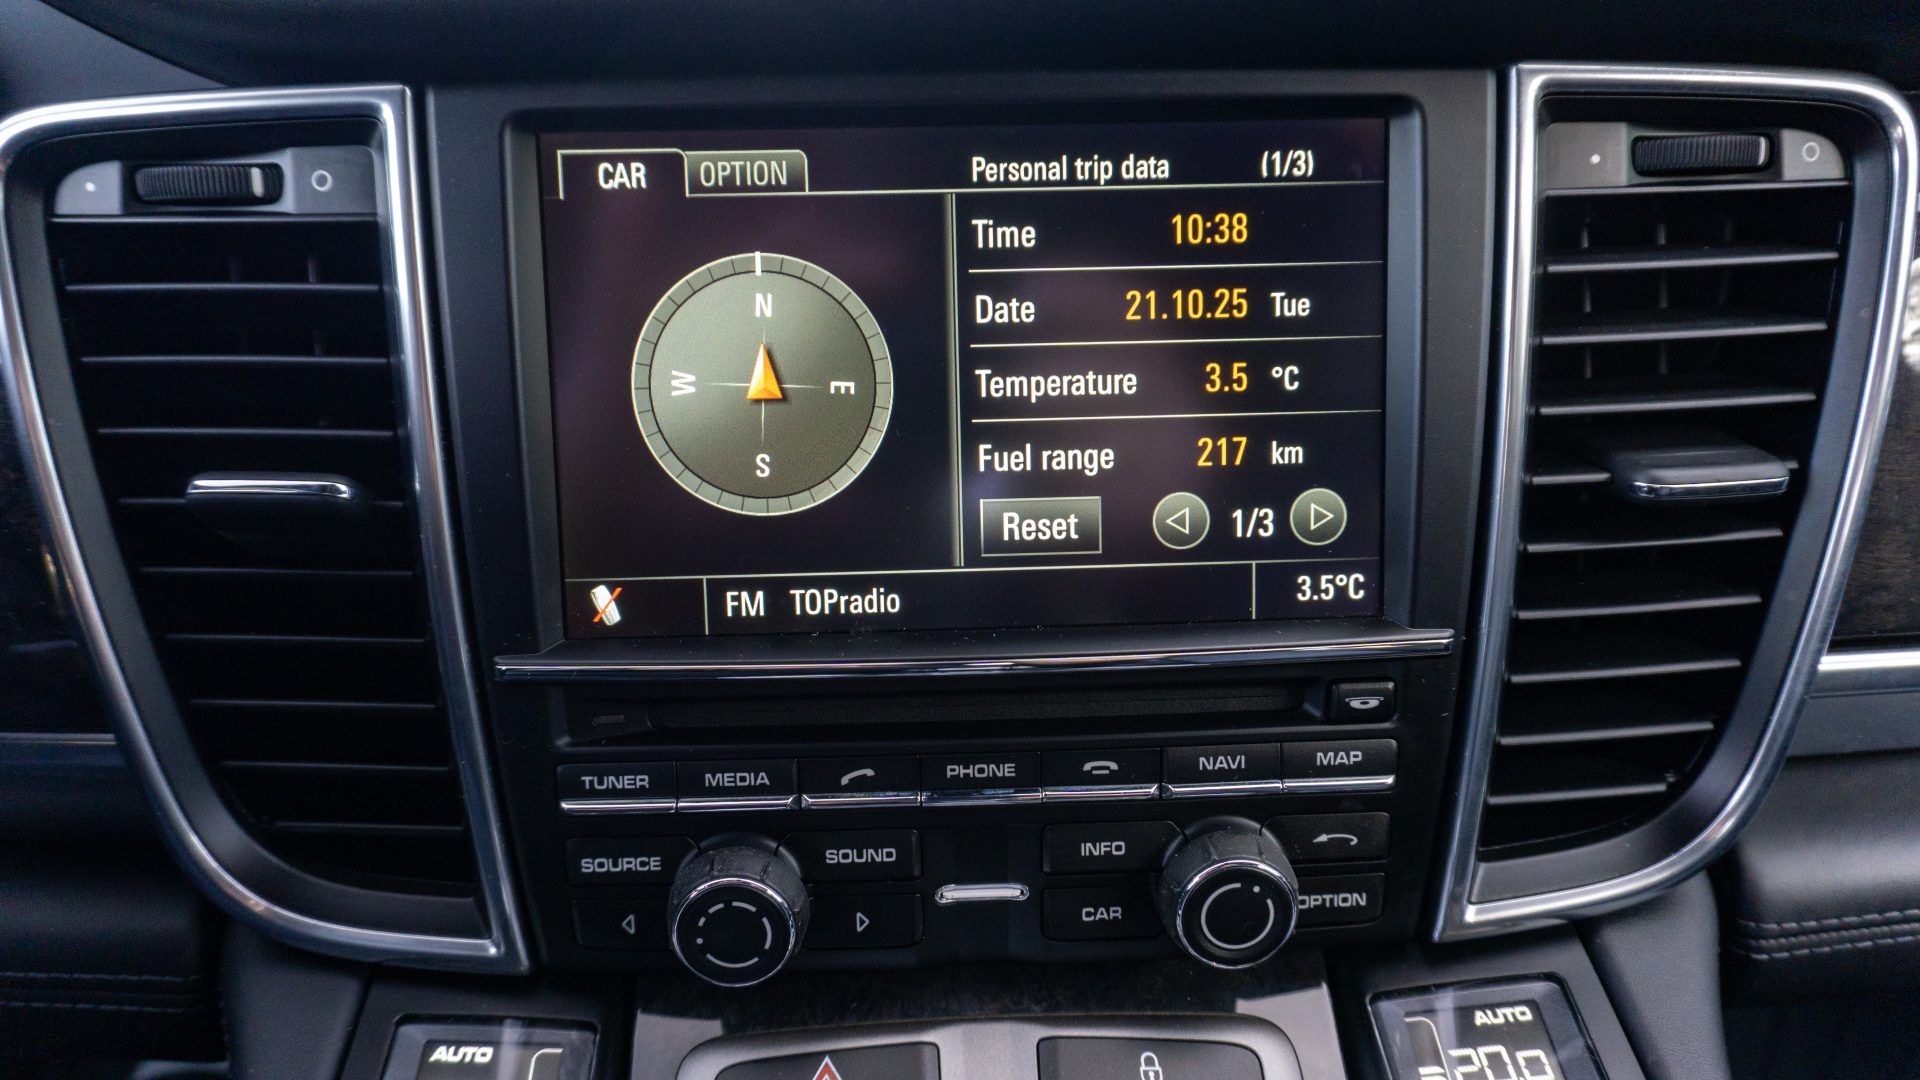 CAR OPTION Personal trip data (1/3)
Time 10:38
Date 21.10.25 Tue
Temperature 3.5 °C
Fuel range 217 km
Reset 1/3
N
W E
S
FM TOPradio 3.5°C
TUNER MEDIA PHONE NAVI MAP
SOURCE SOUND INFO
CAR OPTION
AUTO AUTO
20.0